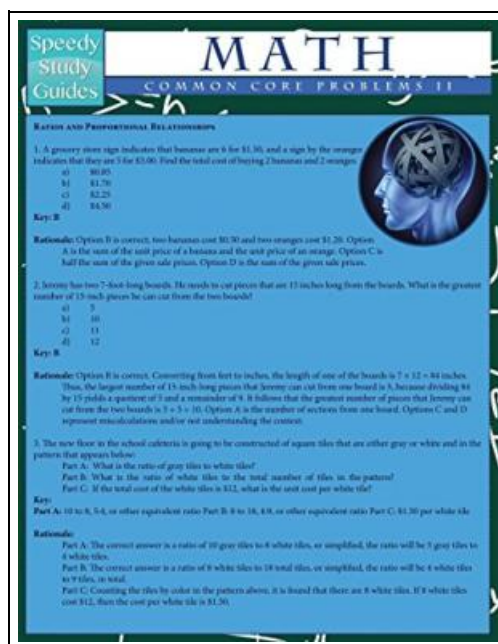 Speedy
Study
Guides
MATH
COMMON CORE PROBLEMS II
RATIOS AND PROPORTIONAL RELATIONSHIPS
1. A grocery store sign indicates that bananas are 6 for $1.50, and a sign by the oranges
indicates that they are 5 for $3.00. Find the total cost of buying 2 bananas and 2 oranges.
a) $0.85
b) $1.70
c) $2.25
d) $4.50
Key: B
Rationale: Option B is correct, two bananas cost $0.50 and two oranges cost $1.20. Option
A is the sum of the unit price of a banana and the unit price of an orange. Option C is
half the sum of the given sale prices. Option D is the sum of the given sale prices.
2. Jeremy has two 7-foot-long boards. He needs to cut pieces that are 15 inches long from the boards. What is the greatest
number of 15-inch pieces he can cut from the two boards?
a) 5
b) 10
c) 11
d) 12
Key: B
Rationale: Option B is correct. Converting from feet to inches, the length of one of the boards is 7 × 12 = 84 inches.
Thus, the largest number of 15-inch long pieces that Jeremy can cut from one board is 5, because dividing 84
by 15 yields a quotient of 5 and a remainder of 9. It follows that the greatest number of pieces that Jeremy can
cut from the two boards is 5 + 5 = 10. Option A is the number of sections from one board. Options C and D
represent miscalculations and/or not understanding the context.
3. The new floor in the school cafeteria is going to be constructed of square tiles that are either gray or white and in the
pattern that appears below:
Part A: What is the ratio of gray tiles to white tiles?
Part B: What is the ratio of white tiles to the total number of tiles in the pattern?
Part C: If the total cost of the white tiles is $12, what is the unit cost per white tile?
Key:
Part A: 10 to 8, 5:4, or other equivalent ratio Part B: 8 to 18, 4:9, or other equivalent ratio Part C: $1.50 per white tile
Rationale:
Part A: The correct answer is a ratio of 10 gray tiles to 8 white tiles, or simplified, the ratio will be 5 gray tiles to
4 white tiles.
Part B: The correct answer is a ratio of 8 white tiles to 18 total tiles, or simplified, the ratio will be 4 white tiles
to 9 tiles, in total.
Part C: Counting the tiles by color in the pattern above, it is found that there are 8 white tiles. If 8 white tiles
cost $12, then the cost per white tile is $1.50.